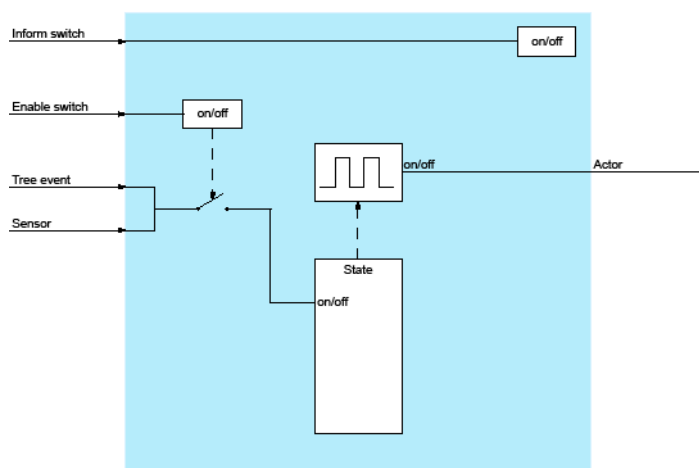 Inform switch
on/off
Enable switch
on/off
on/off
Actor
Tree event
Sensor
State
on/off